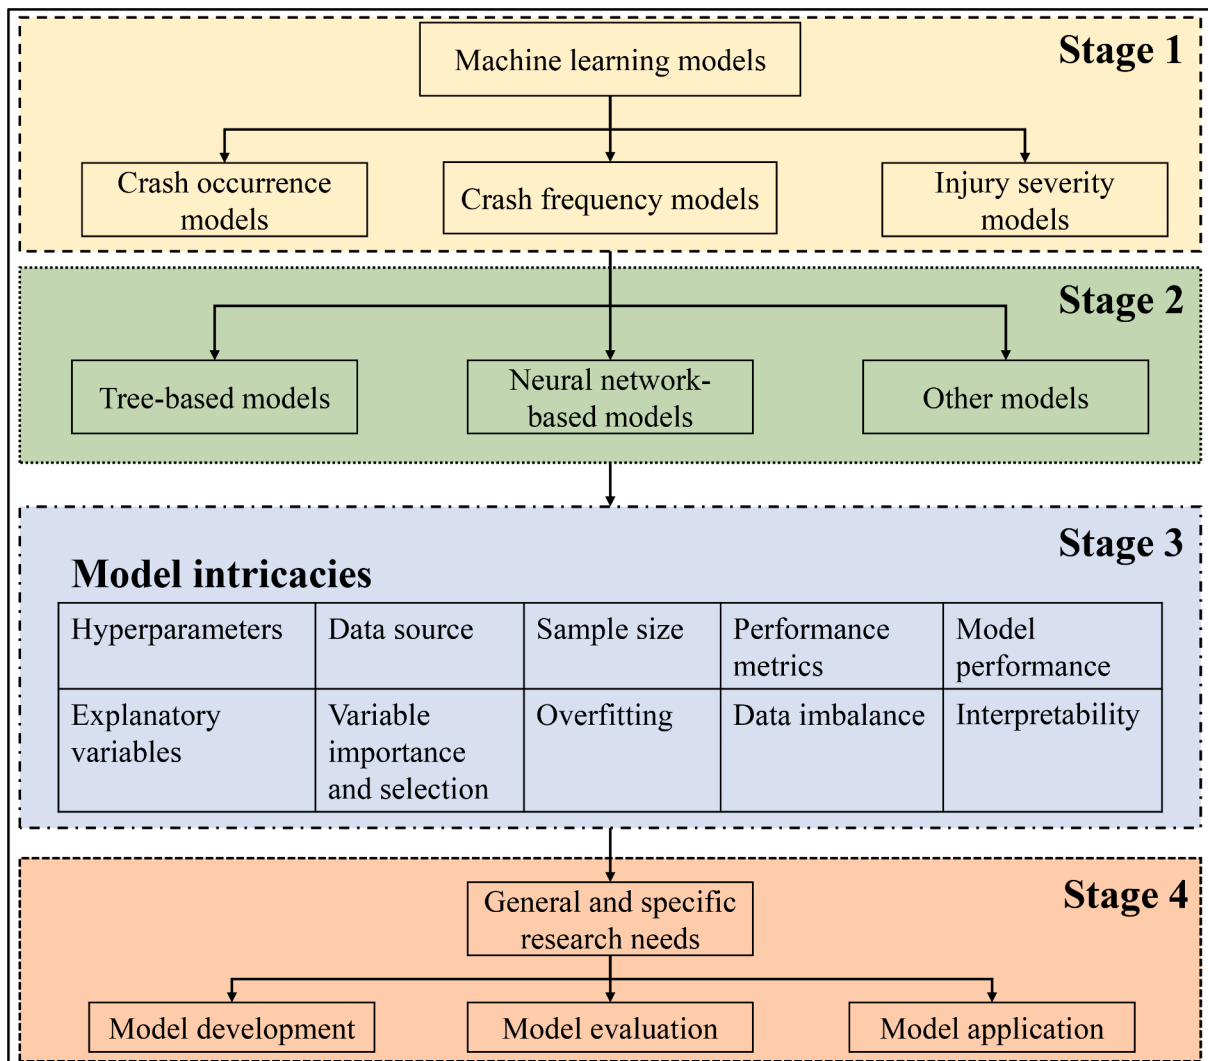 Stage 1
Machine learning models
Crash occurrence
models
Crash frequency models
Injury severity
models
Stage 2
Tree-based models
Neural network-
based models
Other models
Stage 3
Model intricacies
Hyperparameters
Data source
Sample size
Performance
metrics
Model
performance
Explanatory
variables
Variable
importance
and selection
Overfitting
Data imbalance
Interpretability
Stage 4
General and specific
research needs
Model development
Model evaluation
Model application